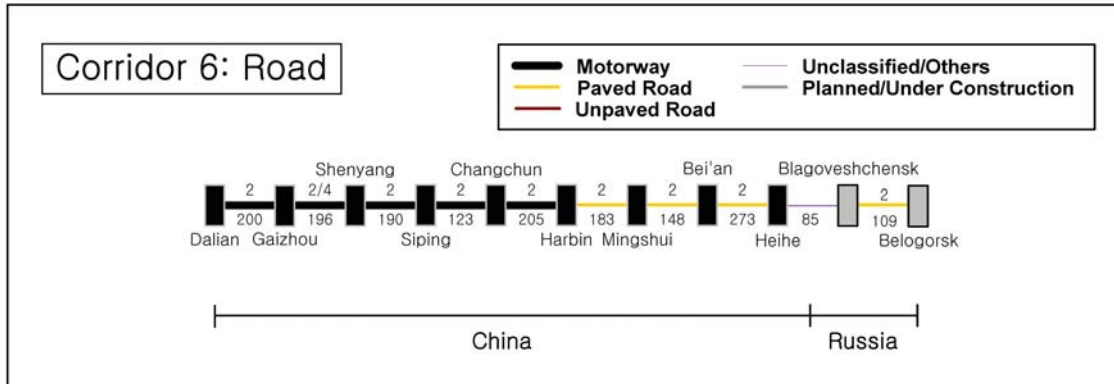 Corridor 6: Road
Motorway
Paved Road
Unpaved Road
Unclassified/Others
Planned/Under Construction
Shenyang Changchun Bei'an Blagoveshchensk
2 2/4 2 2 2 2 2 2 2
200 196 190 123 205 183 148 273 85 109
Dalian Gaizhou Siping Harbin Mingshui Heihe Belogorsk
China Russia